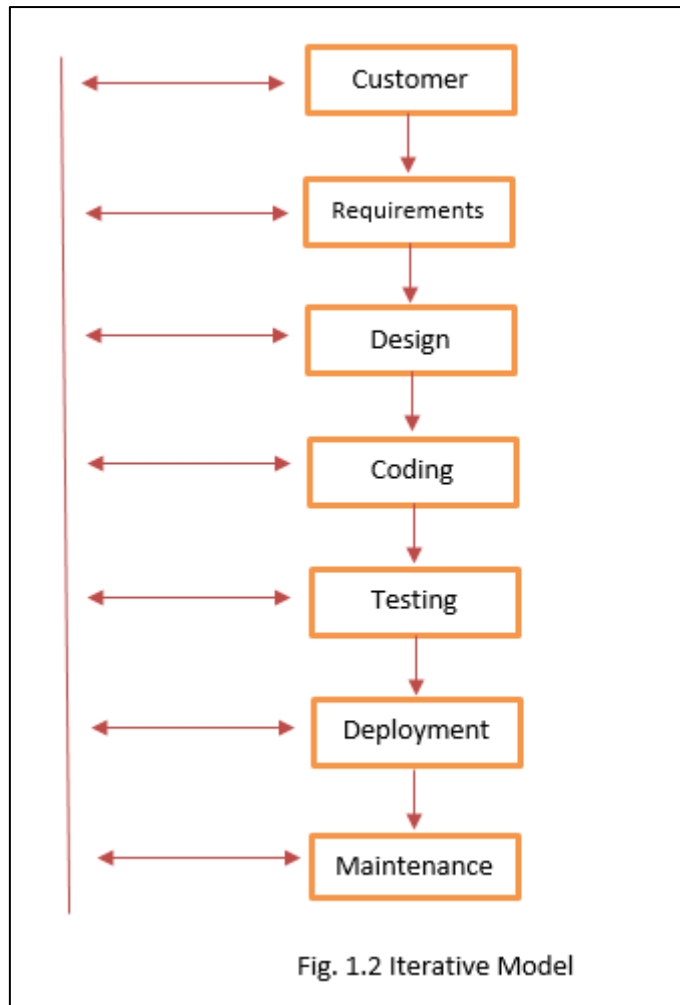 Customer
Requirements
Design
Coding
Testing
Deployment
Maintenance
Fig. 1.2 Iterative Model